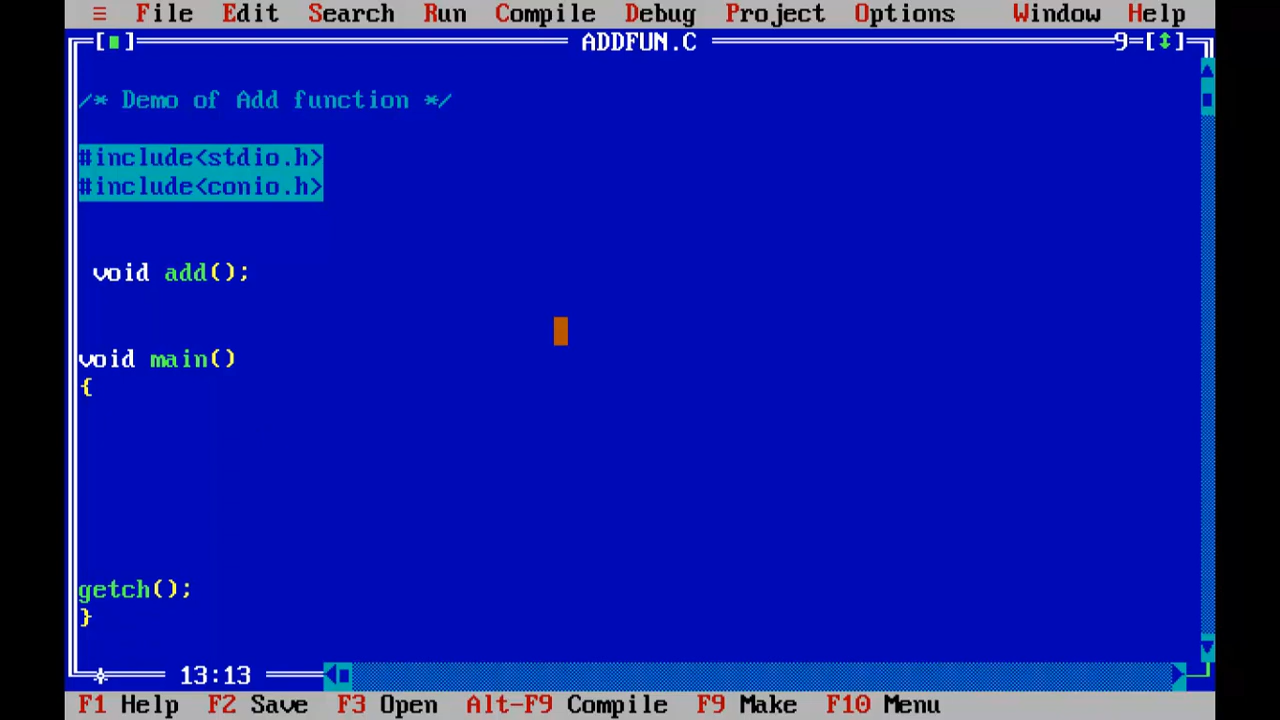 ≡ File Edit Search Run Compile Debug Project Options Window Help
[■] ADDFUN.C 9=[↕]
/* Demo of Add function */
#include<stdio.h>
#include<conio.h>
void add();
void main()
{
getch();
}
13:13
F1 Help F2 Save F3 Open Alt-F9 Compile F9 Make F10 Menu